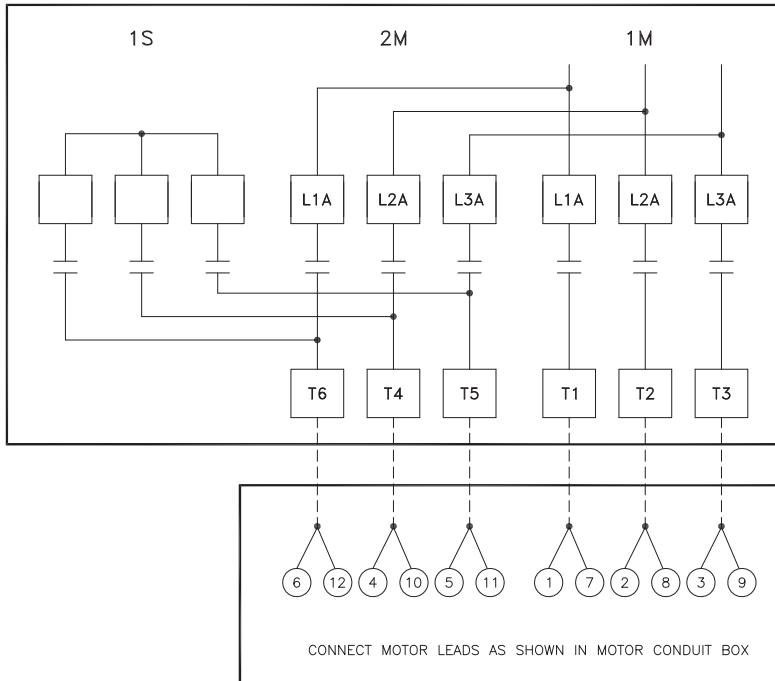 1S 2M 1M
L1A L2A L3A L1A L2A L3A
T6 T4 T5 T1 T2 T3
6 12 4 10 5 11 1 7 2 8 3 9
CONNECT MOTOR LEADS AS SHOWN IN MOTOR CONDUIT BOX